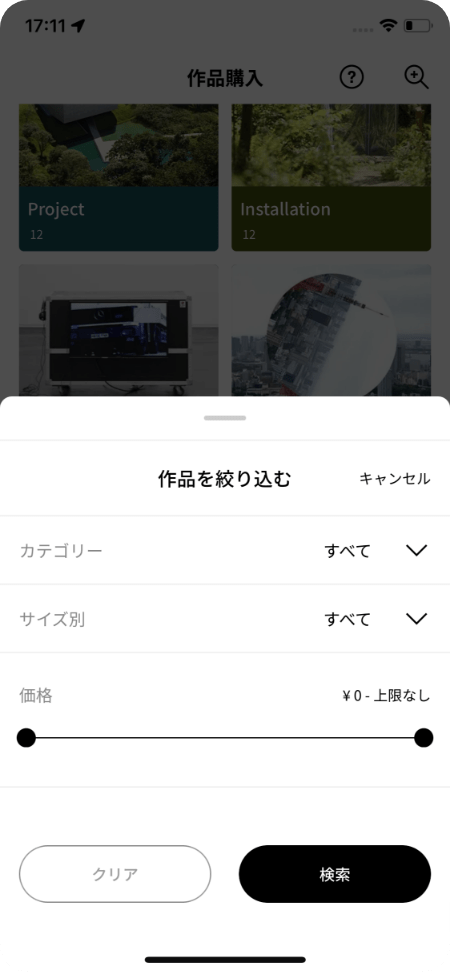 17:11
作品購入
Project
12
Installation
12
作品を絞り込む
キャンセル
カテゴリー
すべて
サイズ別
すべて
価格
¥ 0 - 上限なし
クリア
検索